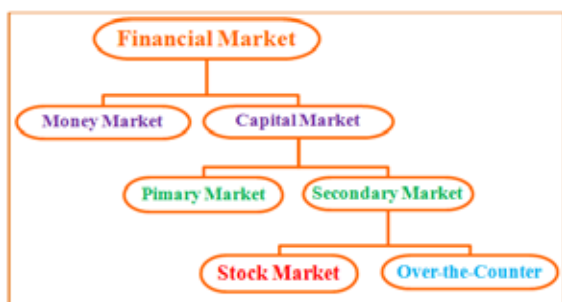 Financial Market
Money Market
Capital Market
Pimary Market
Secondary Market
Stock Market
Over-the-Counter